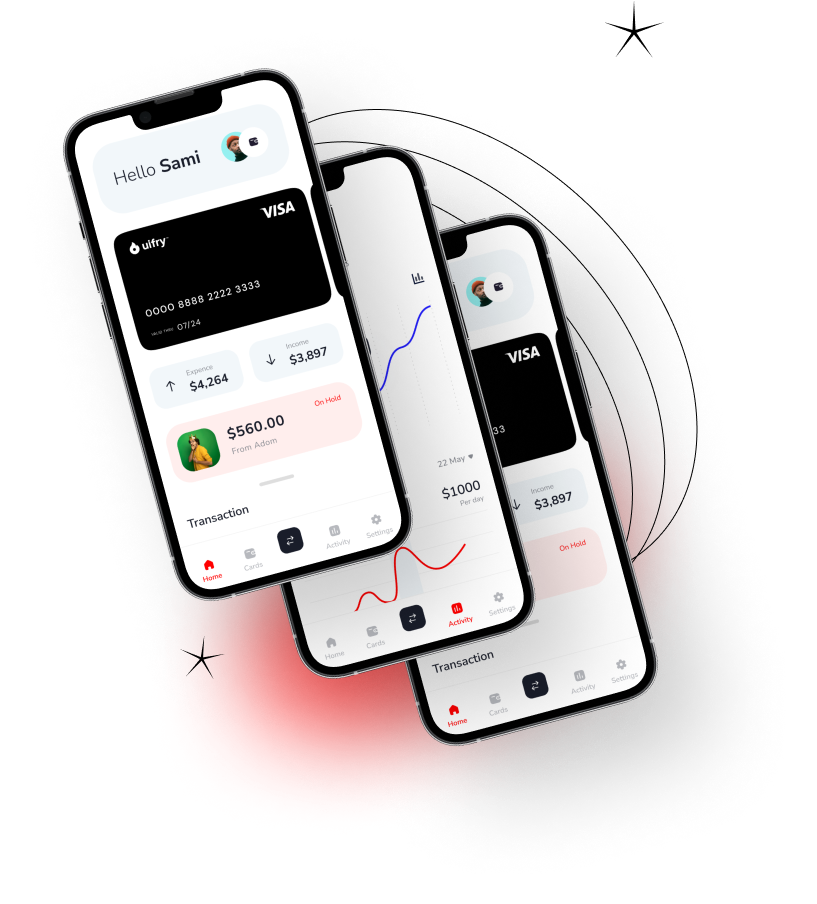 Hello Sami
VISA
uifry
0000 8888 2222 3333
VALID THRU 07/24
Expence
$4,264
Income
$3,897
On Hold
$560.00
From Adom
Transaction
Home
Cards
Activity
Settings
22 May
$1000
Per day
Home
Cards
Activity
Settings
VISA
33
Income
$3,897
On Hold
Transaction
Home
Cards
Activity
Settings